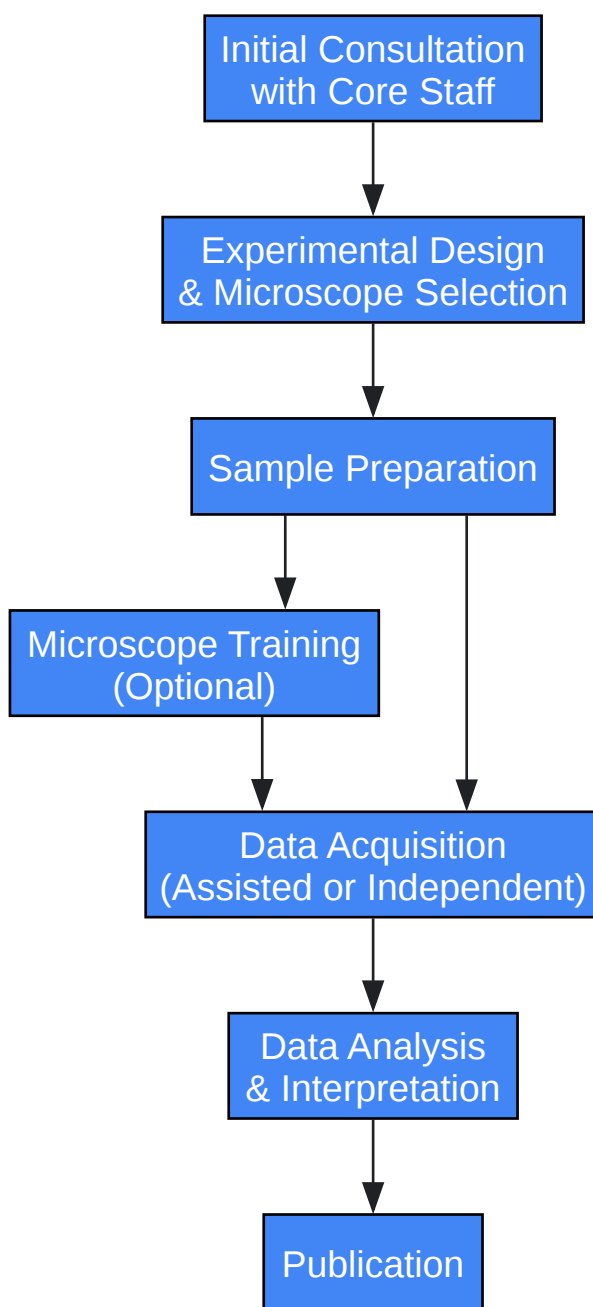 Initial Consultation
with Core Staff
Experimental Design
& Microscope Selection
Sample Preparation
Microscope Training
(Optional)
Data Acquisition
(Assisted or Independent)
Data Analysis
& Interpretation
Publication